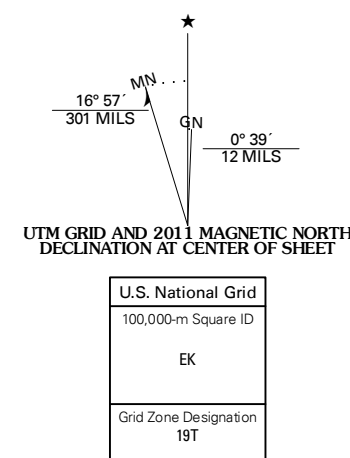 ★
MN
16° 57´
301 MILS
GN
0° 39´
12 MILS
UTM GRID AND 2011 MAGNETIC NORTH
DECLINATION AT CENTER OF SHEET
U.S. National Grid
100,000-m Square ID
EK
Grid Zone Designation
19T